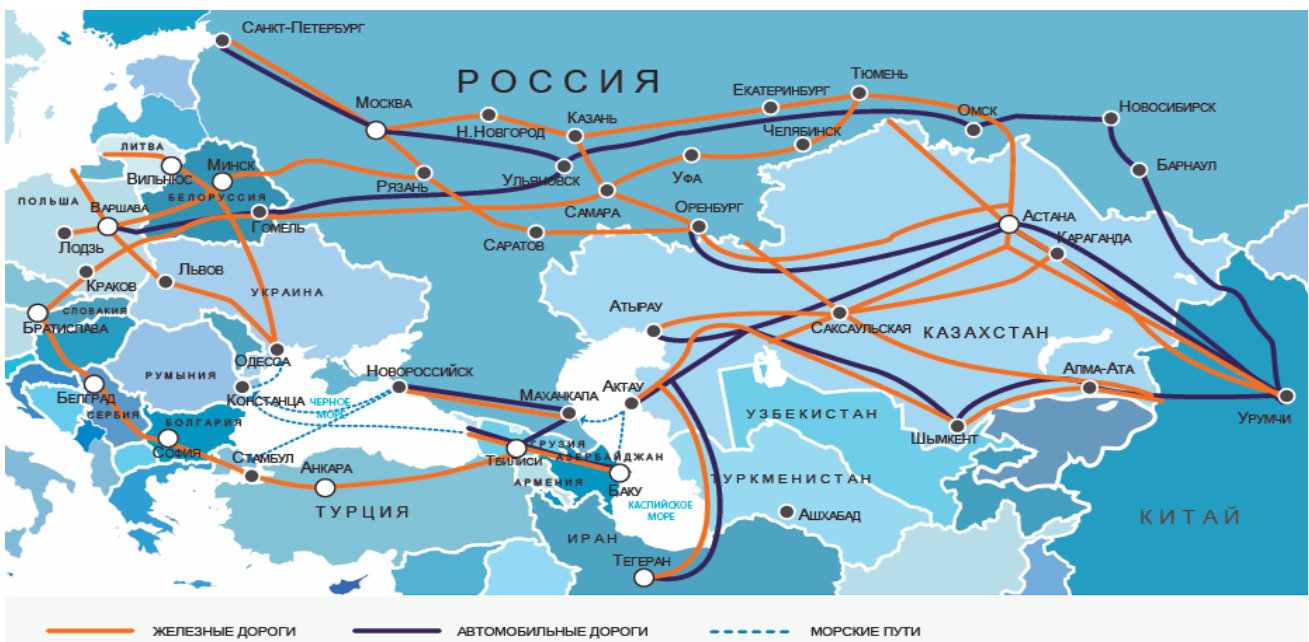 САНКТ-ПЕТЕРБУРГ
РОССИЯ
ТЮМЕНЬ
ЕКАТЕРИНБУРГ
МОСКВА
КАЗАНЬ
ОМСК
НОВОСИБИРСК
Н.НОВГОРОД
ЧЕЛЯБИНСК
ЛИТВА
МИНСК
ВИЛЬНЮС
БЕЛОРУССИЯ
РЯЗАНЬ
УЛЬЯНОВСК
УФА
БАРНАУЛ
ПОЛЬША
ВАРШАВА
ГОМЕЛЬ
САМАРА
ОРЕНБУРГ
АСТАНА
ЛОДЗЬ
САРАТОВ
КАРАГАНДА
ЛЬВОВ
КРАКОВ
УКРАИНА
СЛОВАКИЯ
БРАТИСЛАВА
АТЫРАУ
САКСАУЛЬСКАЯ
КАЗАХСТАН
ОДЕССА
РУМЫНИЯ
НОВОРОССИЙСК
АЛМА-АТА
БЕЛГРАД
КОНСТАНЦА
ЧЕРНОЕ
МОРЕ
МАХАЧКАЛА
АКТАУ
УЗБЕКИСТАН
УРУМЧИ
СЕРБИЯ
БОЛГАРИЯ
ШЫМКЕНТ
СОФИЯ
СТАМБУЛ
ГРУЗИЯ
ТБИЛИСИ
АЗЕРБАЙДЖАН
АНКАРА
АРМЕНИЯ
БАКУ
ТУРКМЕНИСТАН
ТУРЦИЯ
КАСПИЙСКОЕ
МОРЕ
АШХАБАД
КИТАЙ
ИРАН
ТЕГЕРАН
ЖЕЛЕЗНЫЕ ДОРОГИ
АВТОМОБИЛЬНЫЕ ДОРОГИ
МОРСКИЕ ПУТИ